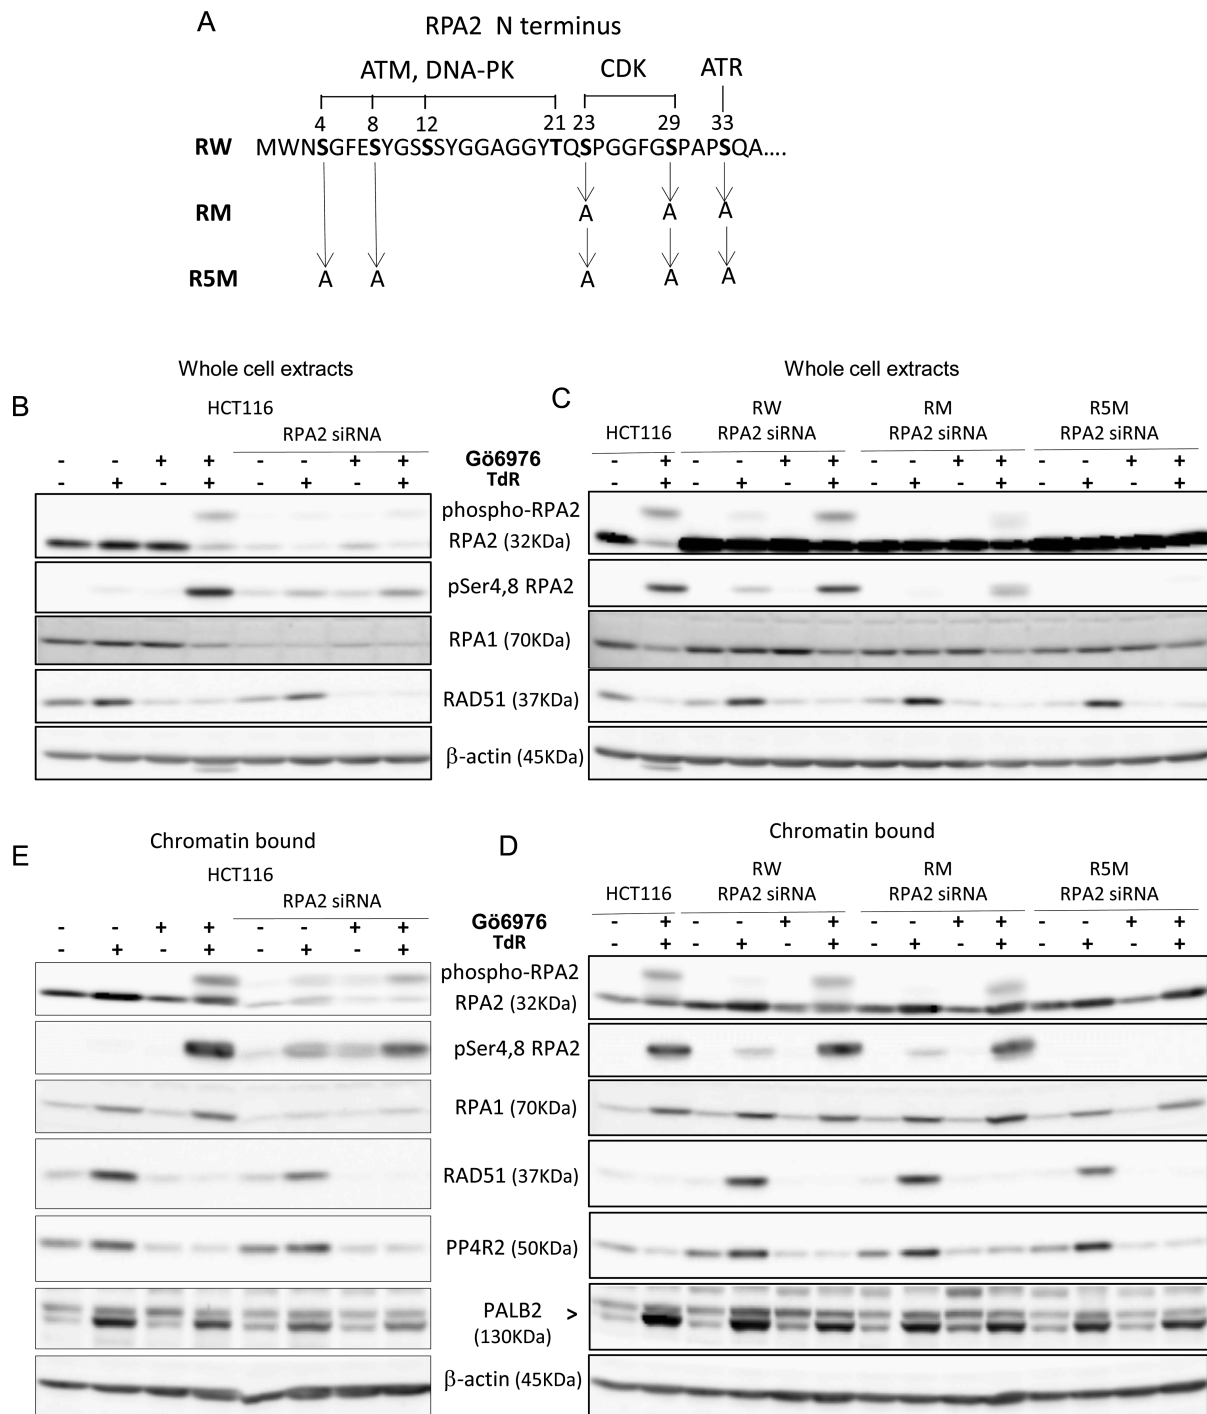 A
RPA2 N terminus
ATM, DNA-PK CDK ATR
4 8 12 21 23 29 33
RW MWNSGFESYGSSSYGGAGGYTQSPGGFGSPAPSQA....
RM A A A
R5M A A A A A
Whole cell extracts
B
HCT116
RPA2 siRNA
- - + + - - + + Gö6976
- + - + - + - + TdR
phospho-RPA2
RPA2 (32KDa)
pSer4,8 RPA2
RPA1 (70KDa)
RAD51 (37KDa)
β-actin (45KDa)
Whole cell extracts
C
HCT116 RW RPA2 siRNA RM RPA2 siRNA R5M RPA2 siRNA
- + - - + + - - + + - - + +
- + - + - + - + - + - + - +
Chromatin bound
E
HCT116
RPA2 siRNA
- - + + - - + + Gö6976
- + - + - + - + TdR
phospho-RPA2
RPA2 (32KDa)
pSer4,8 RPA2
RPA1 (70KDa)
RAD51 (37KDa)
PP4R2 (50KDa)
PALB2 >
(130KDa)
β-actin (45KDa)
Chromatin bound
D
HCT116 RW RPA2 siRNA RM RPA2 siRNA R5M RPA2 siRNA
- + - - + + - - + + - - + +
- + - + - + - + - + - + - +